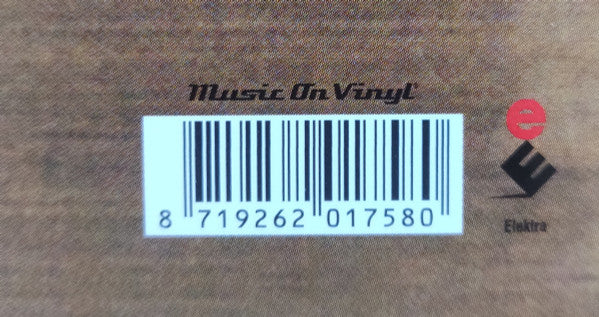 Music On Vinyl
e
E
Elektra
8 719262 017580